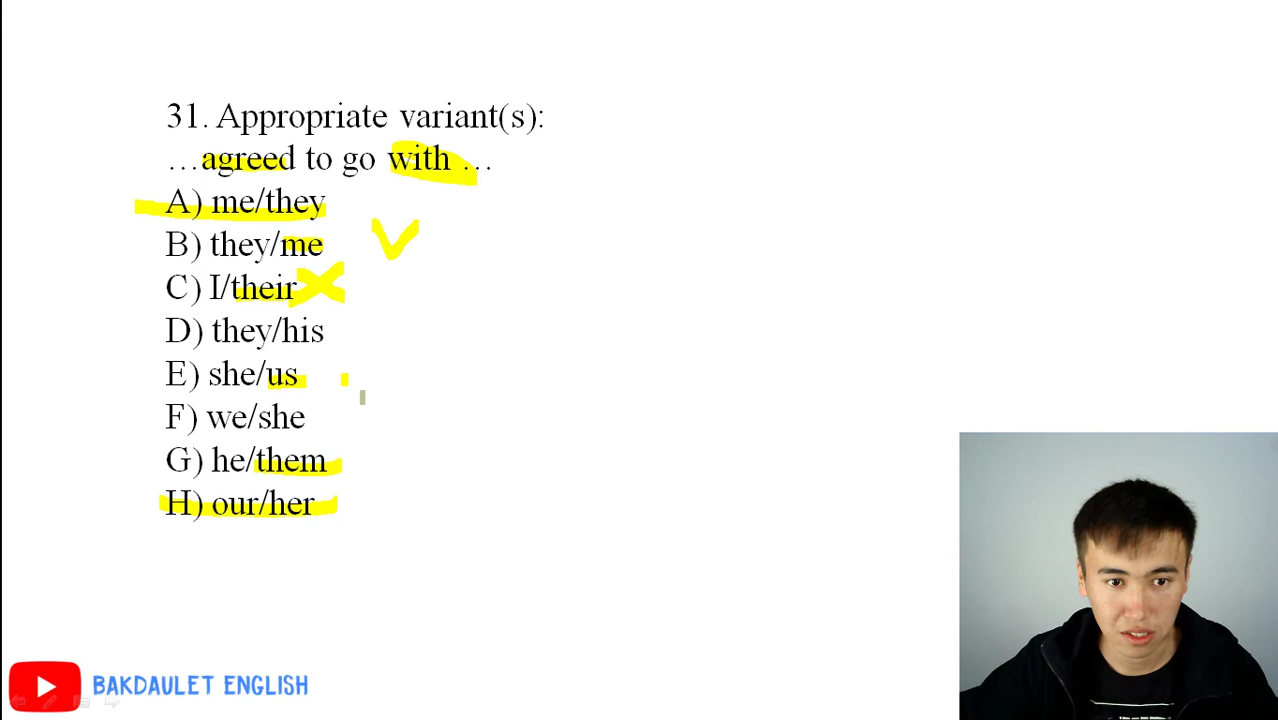 31. Appropriate variant(s):
…agreed to go with …
A) me/they
B) they/me
C) I/their
D) they/his
E) she/us
F) we/she
G) he/them
H) our/her
BAKDAULET ENGLISH